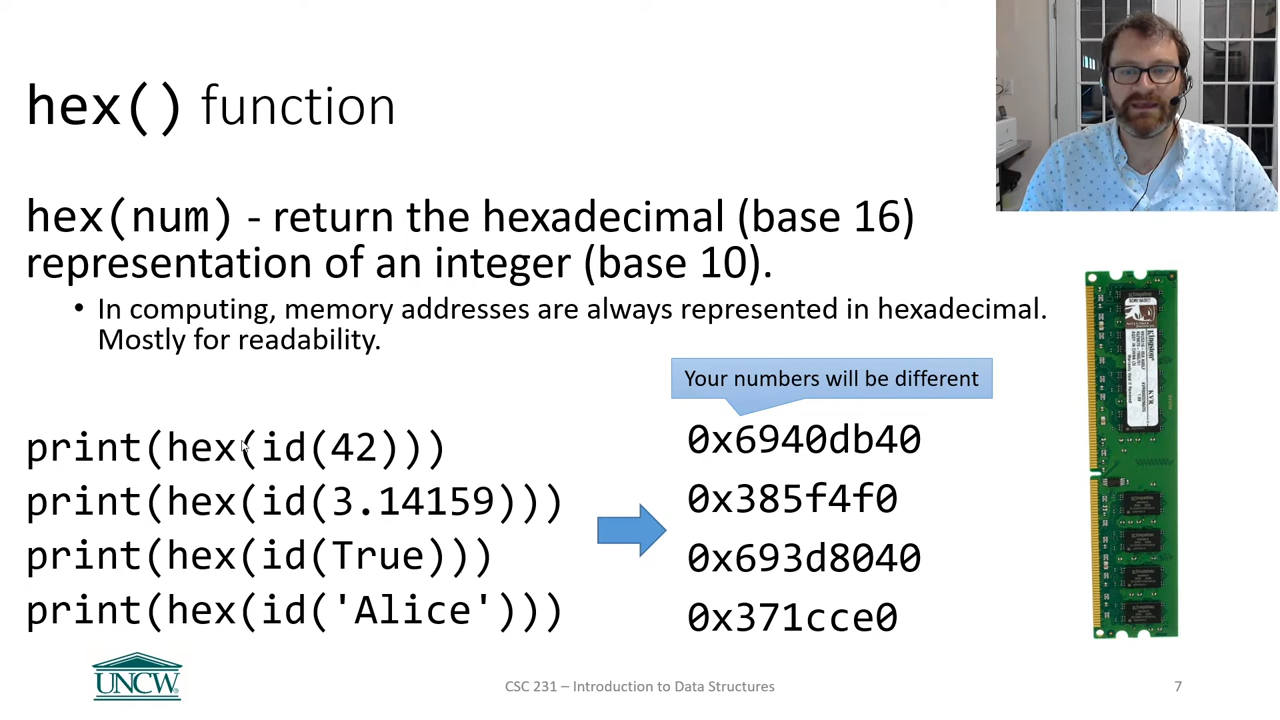 hex() function
hex(num) - return the hexadecimal (base 16)
representation of an integer (base 10).
• In computing, memory addresses are always represented in hexadecimal.
Mostly for readability.
Your numbers will be different
print(hex(id(42)))
print(hex(id(3.14159)))
print(hex(id(True)))
print(hex(id('Alice')))
0x6940db40
0x385f4f0
0x693d8040
0x371cce0
Kingston
KVR
UNCW
CSC 231 – Introduction to Data Structures
7